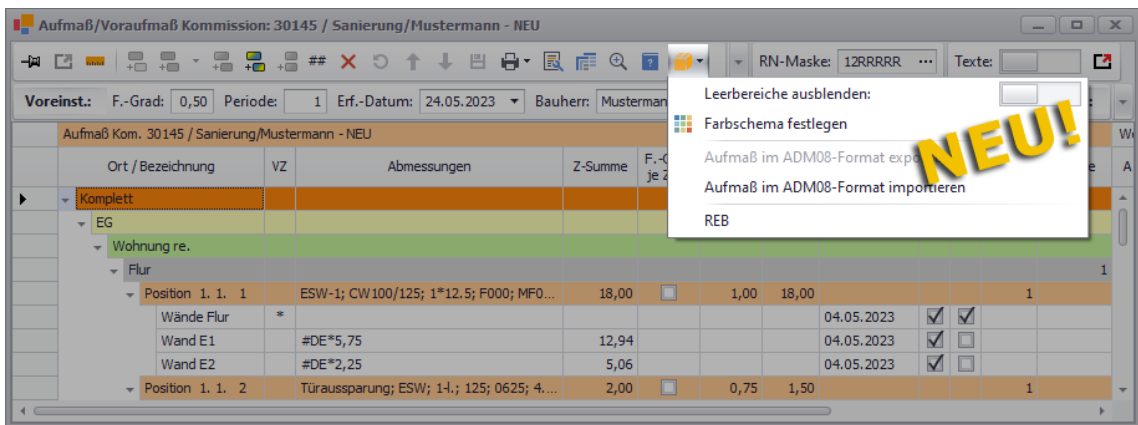 Aufmaß/Voraufmaß Kommission: 30145 / Sanierung/Mustermann - NEU
## RN-Maske: 12RRRRR ... Texte:
Voreinst.: F.-Grad: 0,50 Periode: 1 Erf.-Datum: 24.05.2023 Bauherr:
Leerbereiche ausblenden:
Farbschema festlegen
NEU!
Aufmaß im ADM08-Format
Aufmaß im ADM08-Format importieren
REB
Aufmaß Kom. 30145 / Sanierung/Mustermann - NEU
Ort / Bezeichnung VZ Abmessungen Z-Summe
Komplett
EG
Wohnung re.
Flur 1
Position 1. 1. 1 ESW-1; CW100/125; 1*12.5; F000; MF0... 18,00 1,00 18,00 1
Wände Flur * 04.05.2023
Wand E1 #DE*5,75 12,94 04.05.2023
Wand E2 #DE*2,25 5,06 04.05.2023
Position 1. 1. 2 Türaussparung; ESW; 1-l.; 125; 0625; 4.... 2,00 0,75 1,50 1